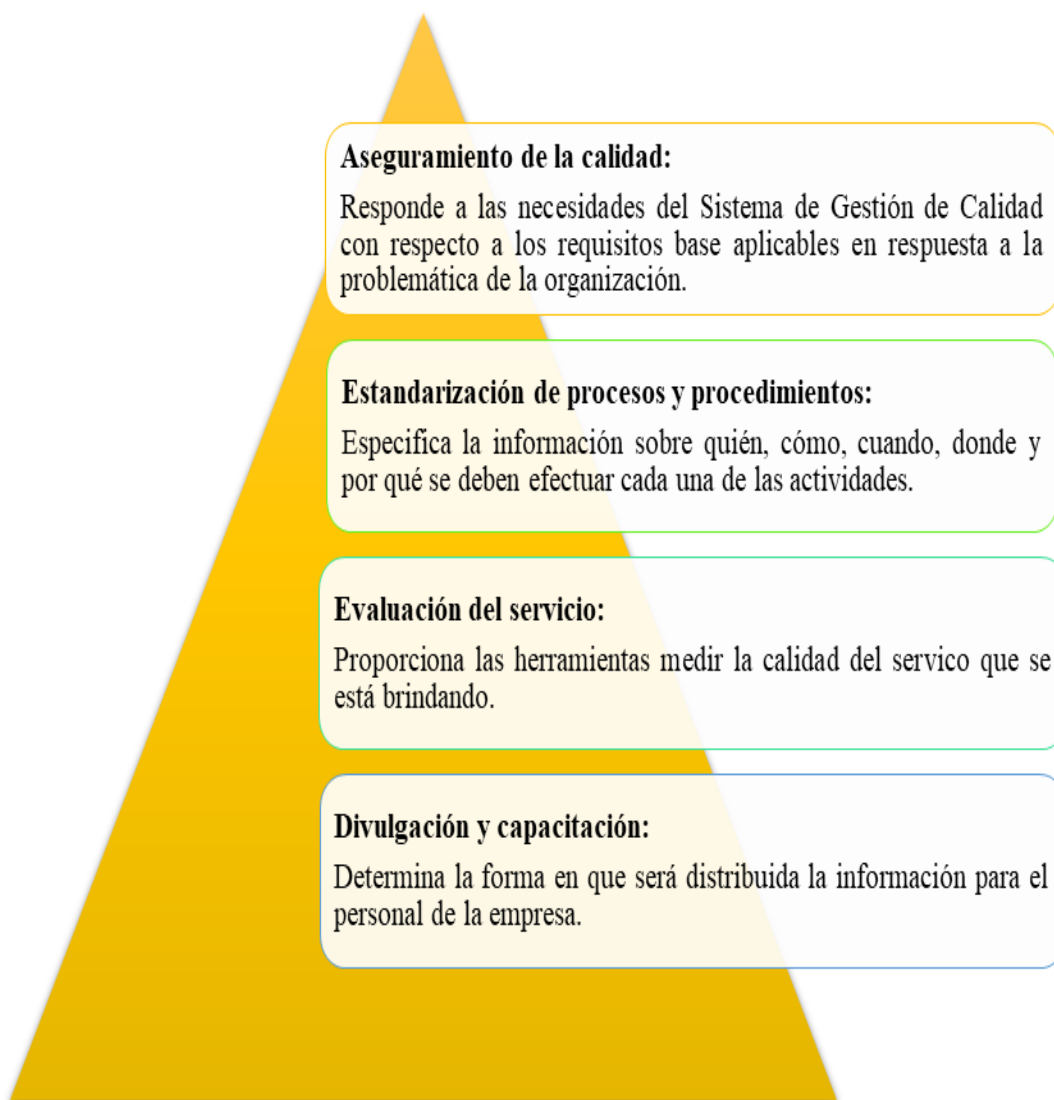 Aseguramiento de la calidad:
Responde a las necesidades del Sistema de Gestión de Calidad
con respecto a los requisitos base aplicables en respuesta a la
problemática de la organización.
Estandarización de procesos y procedimientos:
Especifica la información sobre quién, cómo, cuando, donde y
por qué se deben efectuar cada una de las actividades.
Evaluación del servicio:
Proporciona las herramientas medir la calidad del servico que se
está brindando.
Divulgación y capacitación:
Determina la forma en que será distribuida la información para el
personal de la empresa.